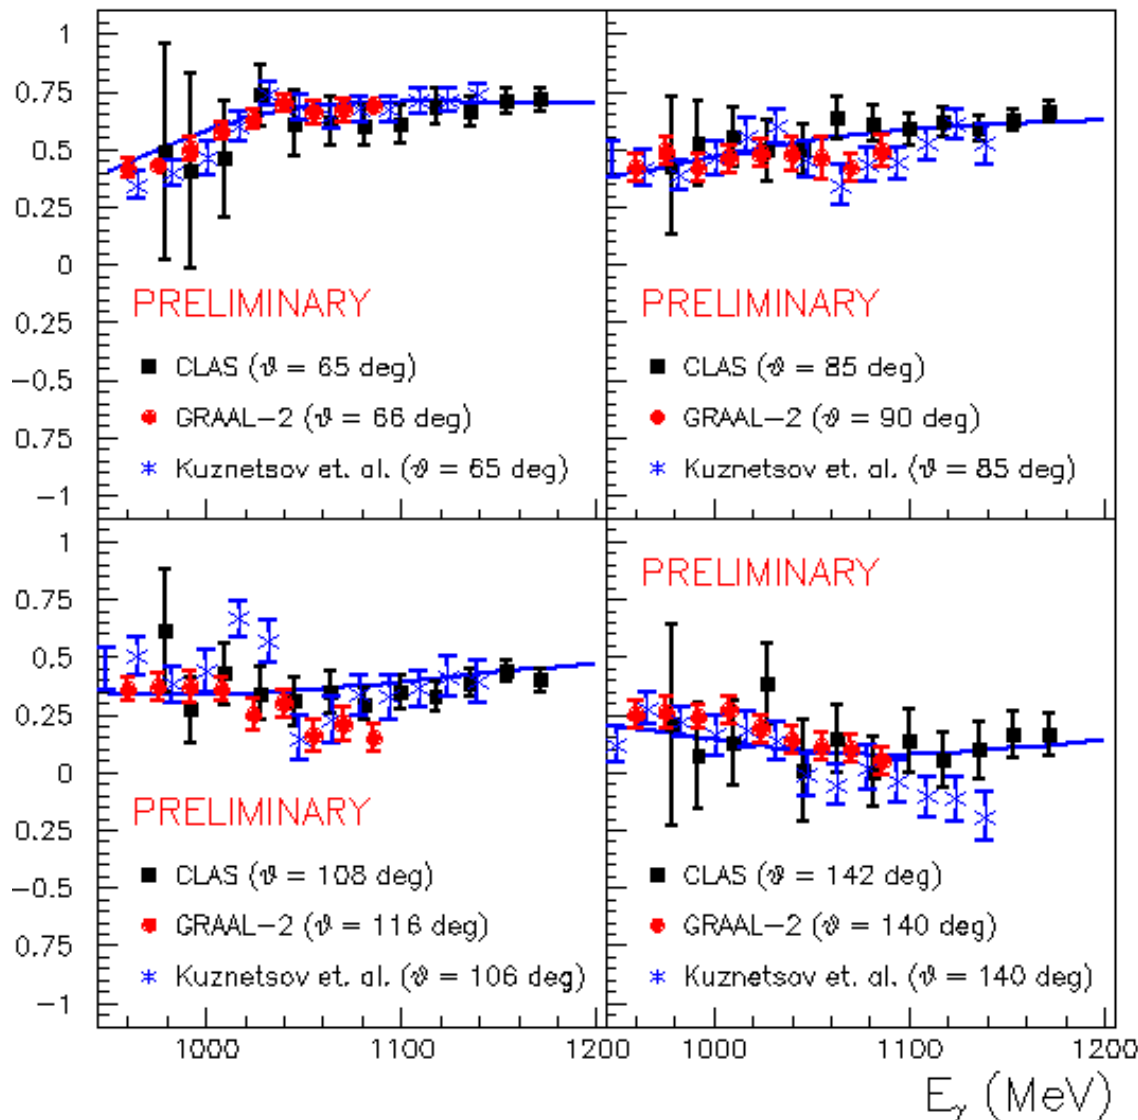 1
0.75
0.5
0.25
0
0.25
−0.5
0.75
−1
PRELIMINARY
CLAS (ϑ = 65 deg)
GRAAL−2 (ϑ = 66 deg)
Kuznetsov et. al. (ϑ = 65 deg)
PRELIMINARY
CLAS (ϑ = 85 deg)
GRAAL−2 (ϑ = 90 deg)
Kuznetsov et. al. (ϑ = 85 deg)
1
0.75
0.5
0.25
0
0.25
−0.5
0.75
−1
PRELIMINARY
CLAS (ϑ = 108 deg)
GRAAL−2 (ϑ = 116 deg)
Kuznetsov et. al. (ϑ = 106 deg)
PRELIMINARY
CLAS (ϑ = 142 deg)
GRAAL−2 (ϑ = 140 deg)
Kuznetsov et. al. (ϑ = 140 deg)
1000 1100 1200 1000 1100 1200
Eγ (MeV)